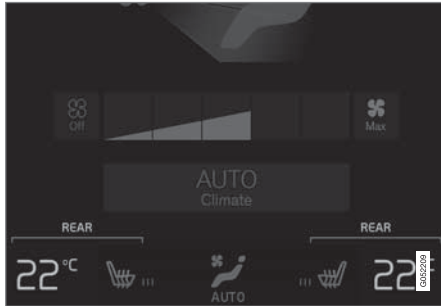 Off
Max
AUTO
Climate
REAR
REAR
22°C
22°
AUTO
G052209